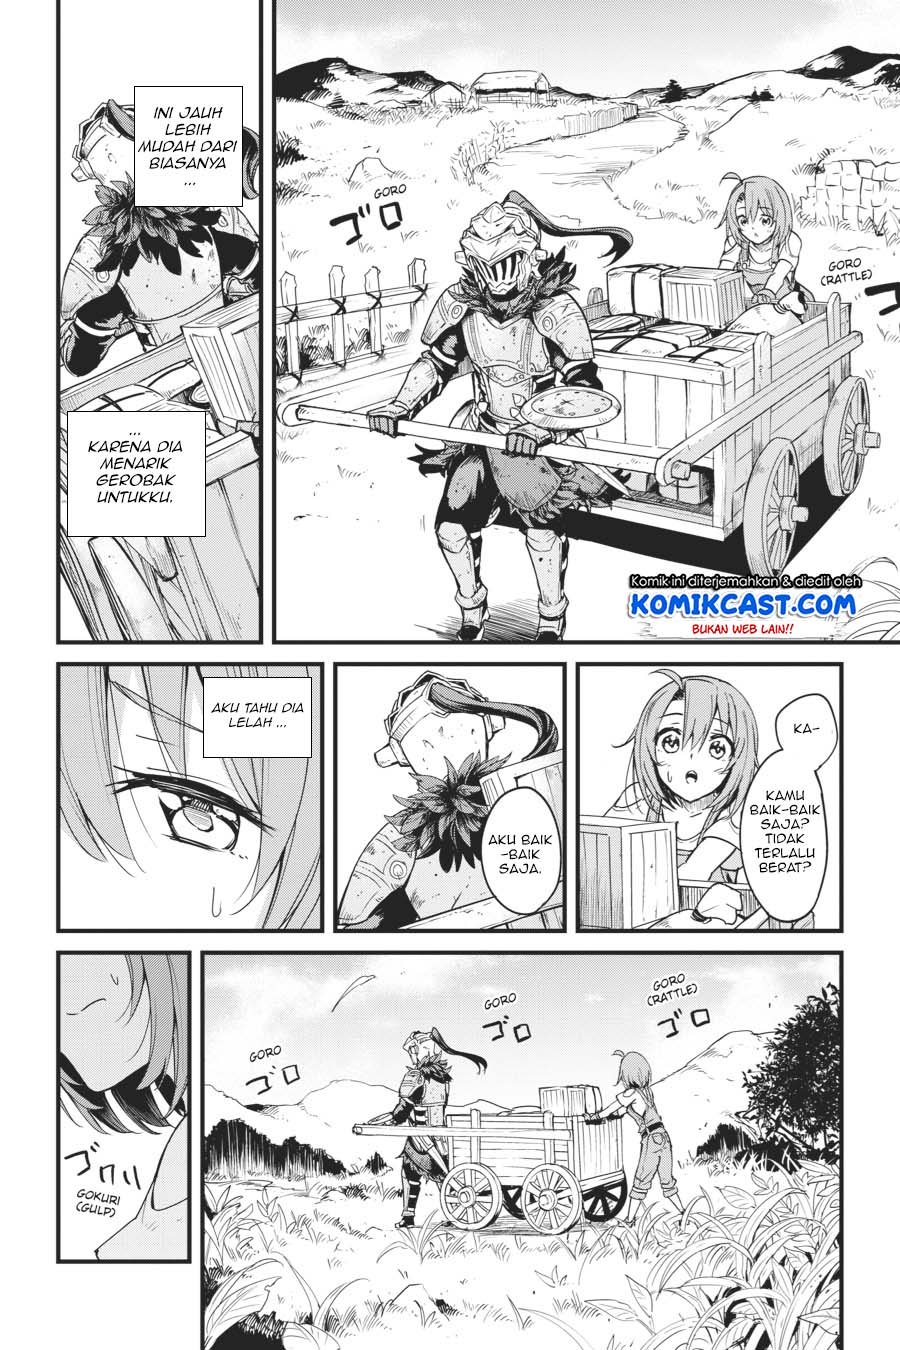 GORO
ゴロ
GORO
(RATTLE)
ゴロ
INI JAUH
LEBIH
MUDAH DARI
BIASANYA
...
...
KARENA DIA
MENARIK
GEROBAK
UNTUKKU.
Komik ini diterjemahkan & diedit oleh
KOMIKCAST.COM
BUKAN WEB LAIN!!
KA-
KAMU
BAIK-BAIK
SAJA?
TIDAK
TERLALU
BERAT?
AKU BAIK
-BAIK
SAJA.
AKU TAHU DIA
LELAH ...
GORO
(RATTLE)
ゴロ
GORO
ゴロ
GORO
ゴロ
ゴクリ
GOKURI
(GULP)